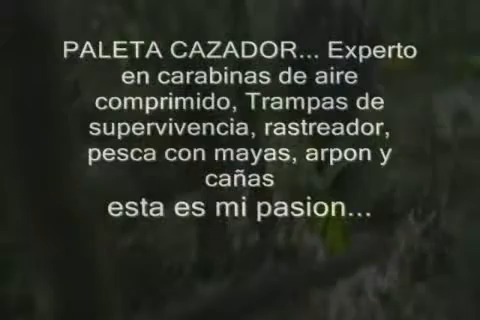 PALETA CAZADOR... Experto
en carabinas de aire
comprimido, Trampas de
supervivencia, rastreador,
pesca con mayas, arpon y
cañas
esta es mi pasion...